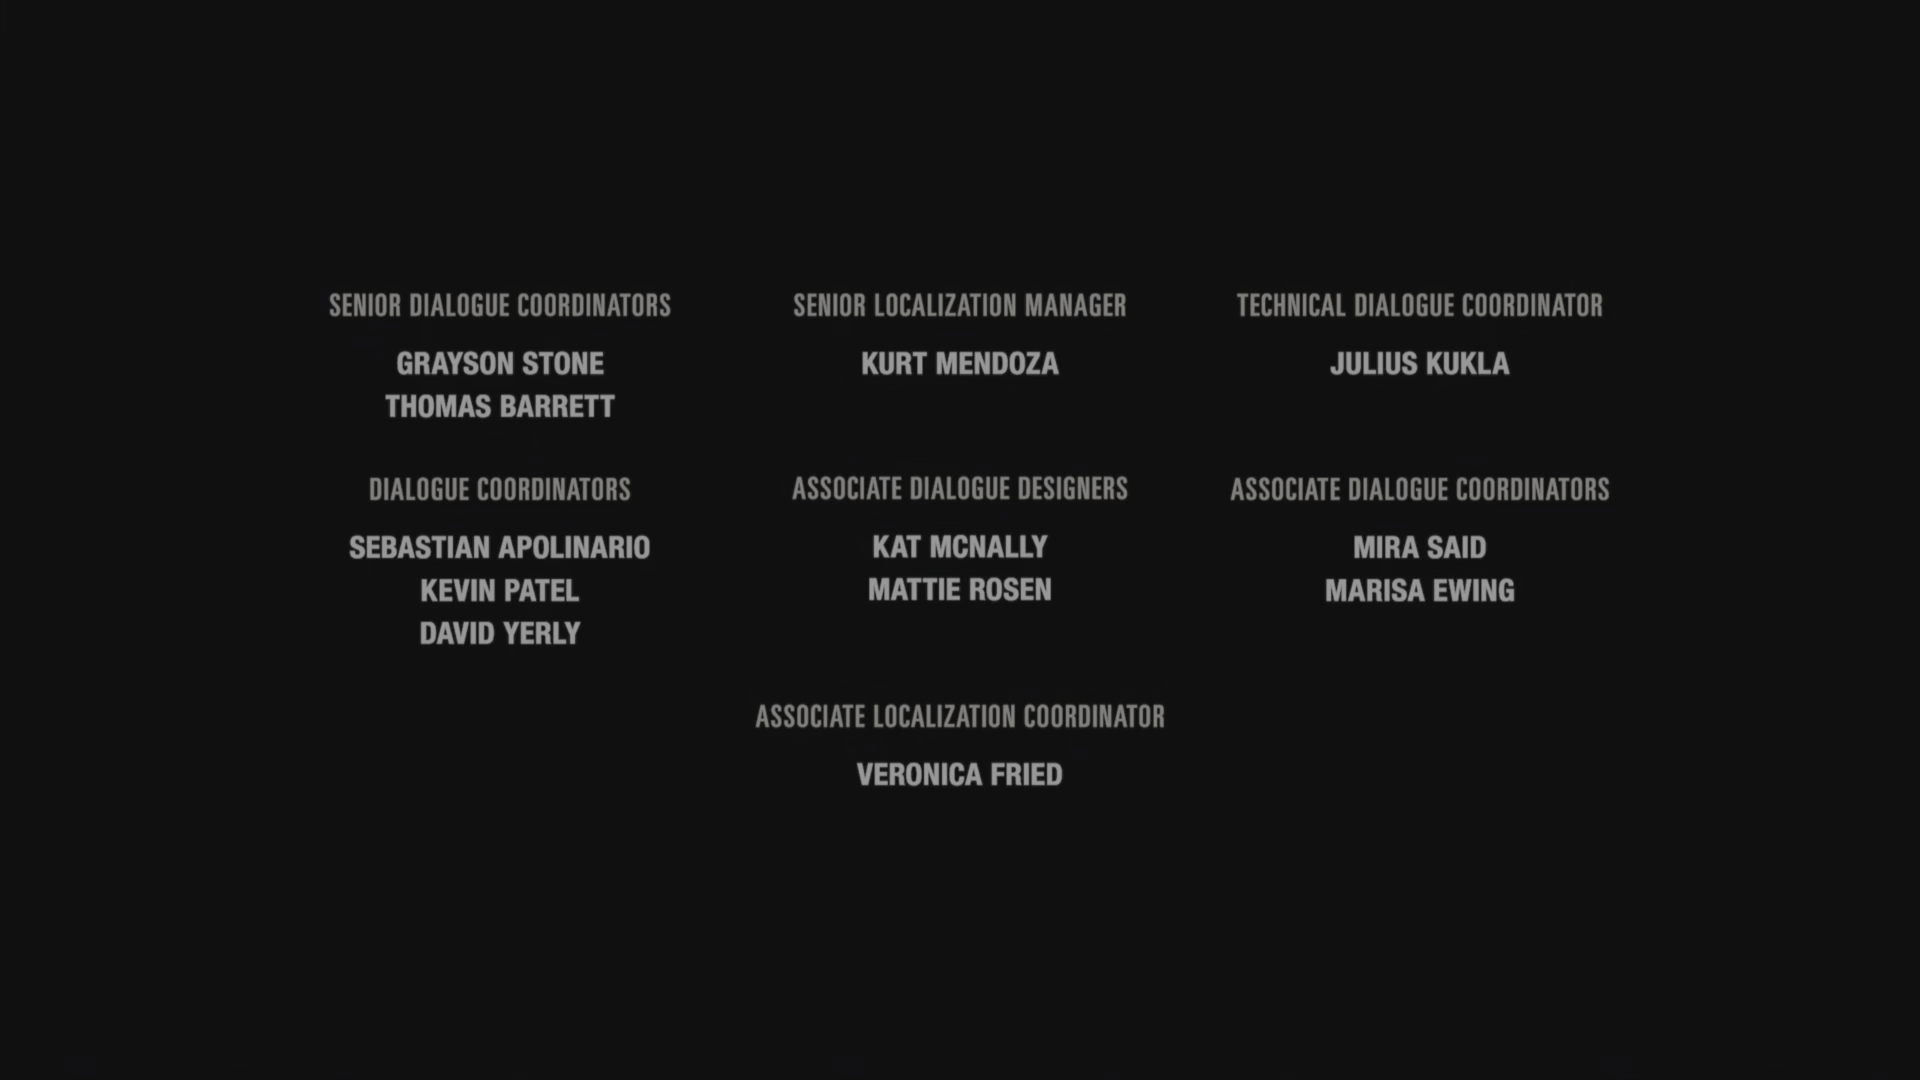 SENIOR DIALOGUE COORDINATORS
GRAYSON STONE
THOMAS BARRETT
SENIOR LOCALIZATION MANAGER
KURT MENDOZA
TECHNICAL DIALOGUE COORDINATOR
JULIUS KUKLA
DIALOGUE COORDINATORS
SEBASTIAN APOLINARIO
KEVIN PATEL
DAVID YERLY
ASSOCIATE DIALOGUE DESIGNERS
KAT MCNALLY
MATTIE ROSEN
ASSOCIATE DIALOGUE COORDINATORS
MIRA SAID
MARISA EWING
ASSOCIATE LOCALIZATION COORDINATOR
VERONICA FRIED